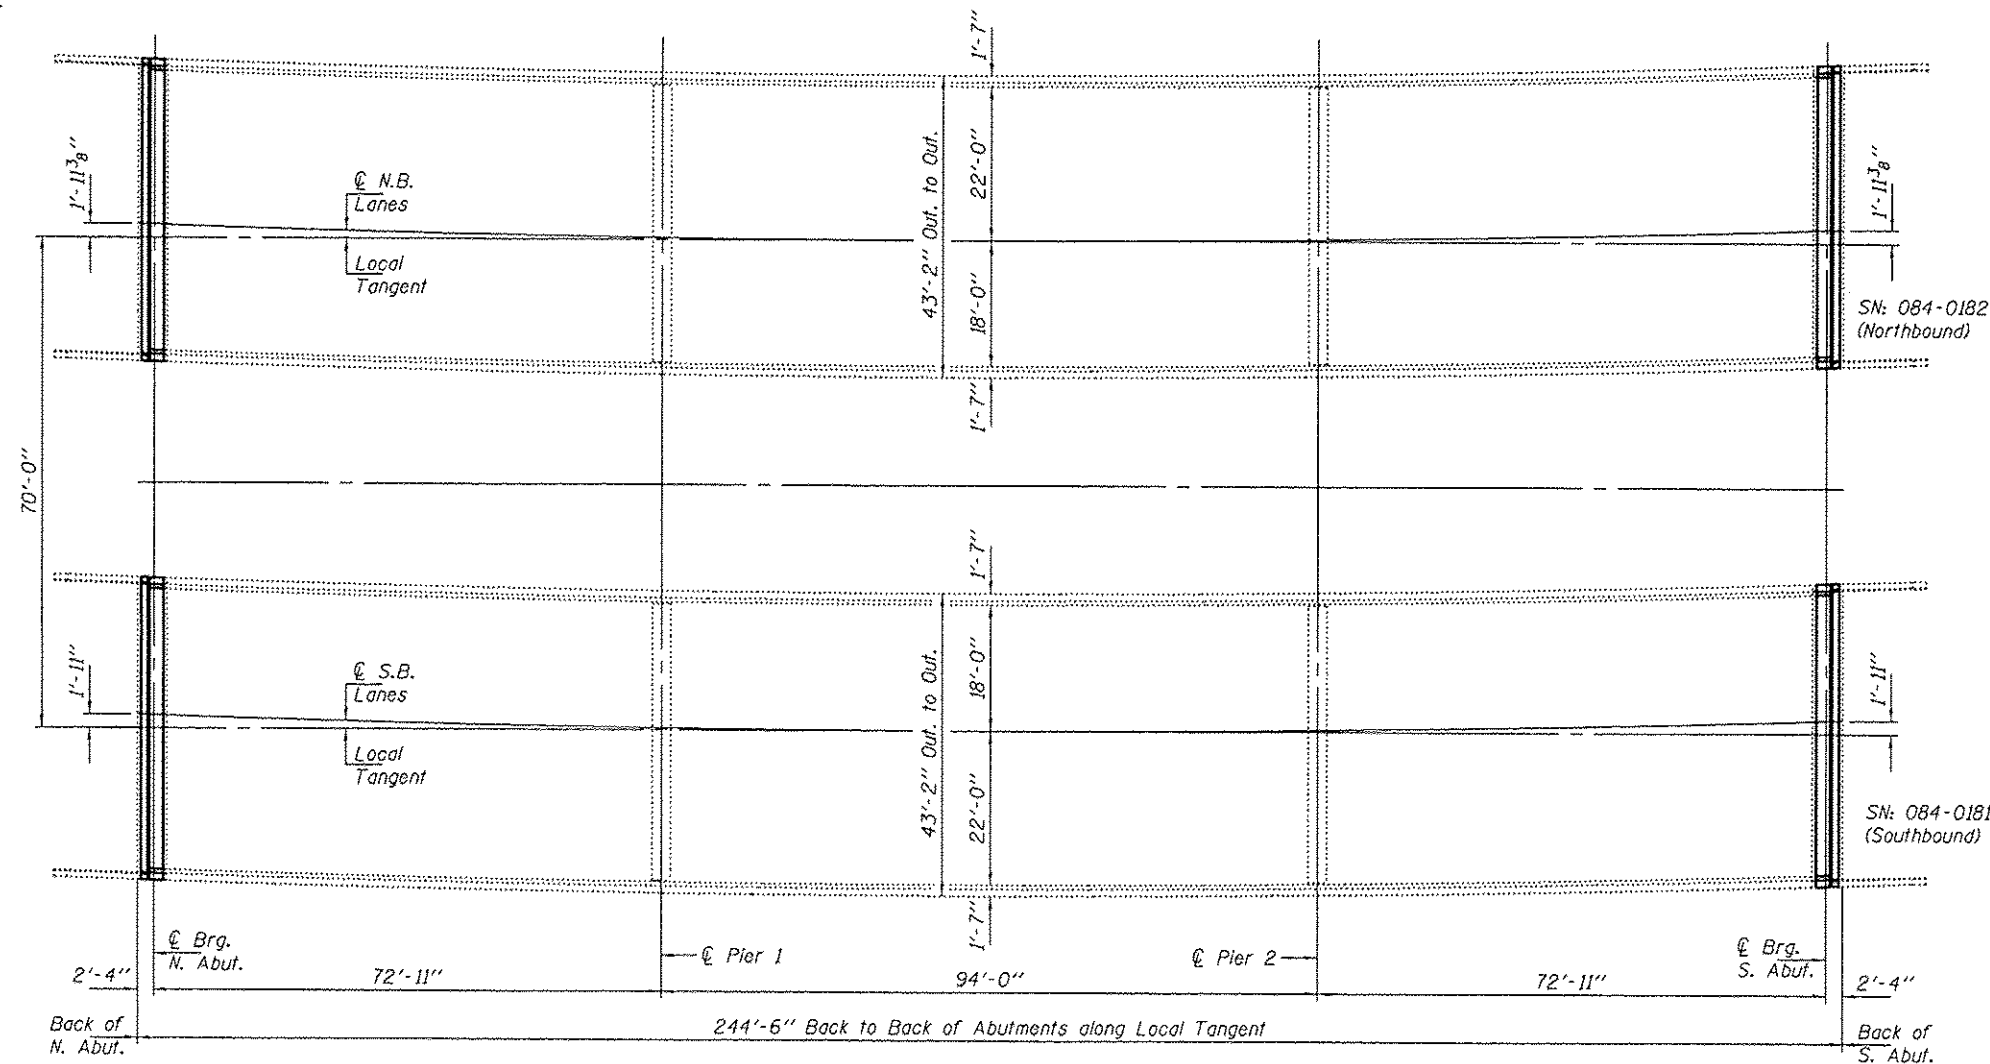 1'-7"
1'-11 3/8"
℄ N.B.
Lanes
Local
Tangent
43'-2" Out. to Out.
22'-0"
18'-0"
1'-11 3/8"
SN: 084-0182
(Northbound)
1'-7"
70'-0"
1'-7"
1'-11"
℄ S.B.
Lanes
Local
Tangent
43'-2" Out. to Out.
18'-0"
22'-0"
1'-11"
SN: 084-0181
(Southbound)
1'-7"
℄ Brg.
N. Abut.
℄ Pier 1
℄ Pier 2
℄ Brg.
S. Abut.
2'-4"
72'-11"
94'-0"
72'-11"
2'-4"
Back of
N. Abut.
244'-6" Back to Back of Abutments along Local Tangent
Back of
S. Abut.